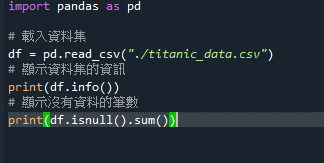 import pandas as pd
# 載入資料集
df = pd.read_csv("./titanic_data.csv")
# 顯示資料集的資訊
print(df.info())
# 顯示沒有資料的筆數
print(df.isnull().sum())